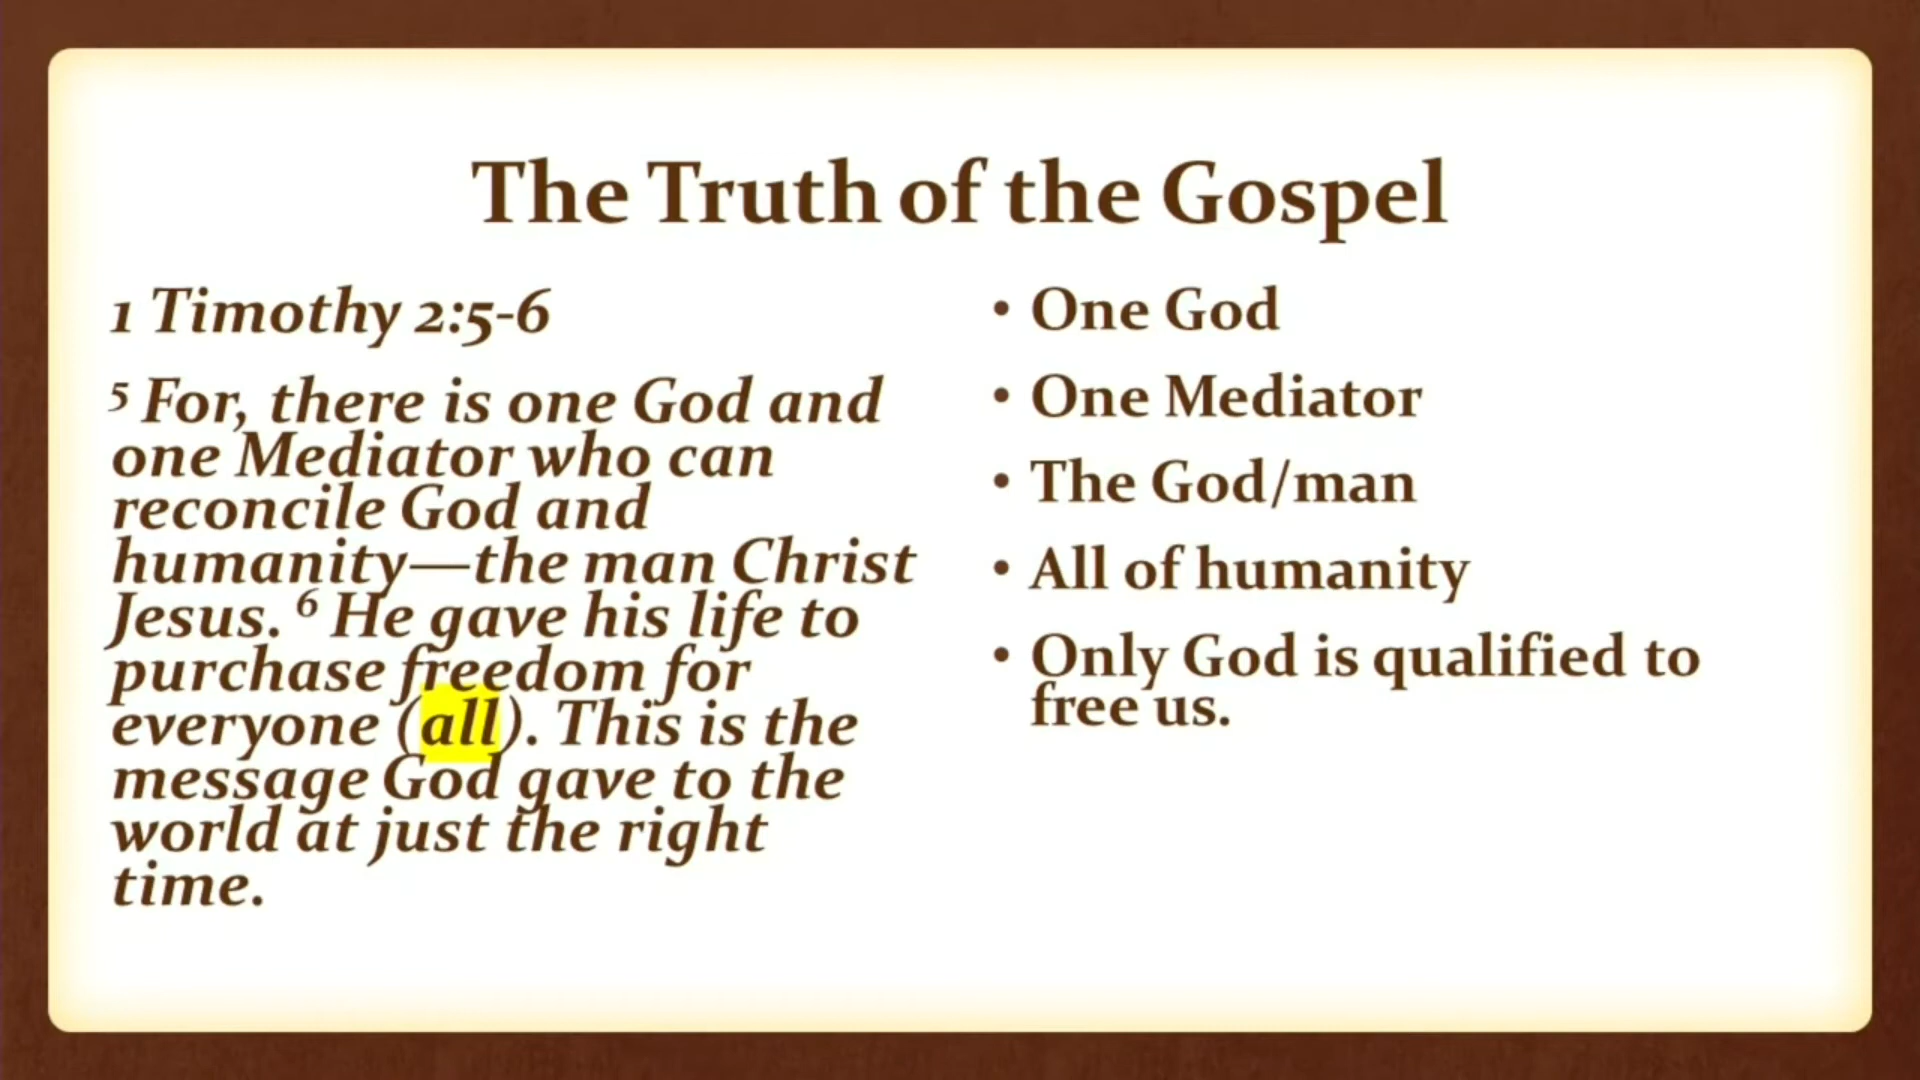 The Truth of the Gospel
1 Timothy 2:5-6
⁵ For, there is one God and
one Mediator who can
reconcile God and
humanity—the man Christ
Jesus. ⁶ He gave his life to
purchase freedom for
everyone (all). This is the
message God gave to the
world at just the right
time.
• One God
• One Mediator
• The God/man
• All of humanity
• Only God is qualified to
free us.